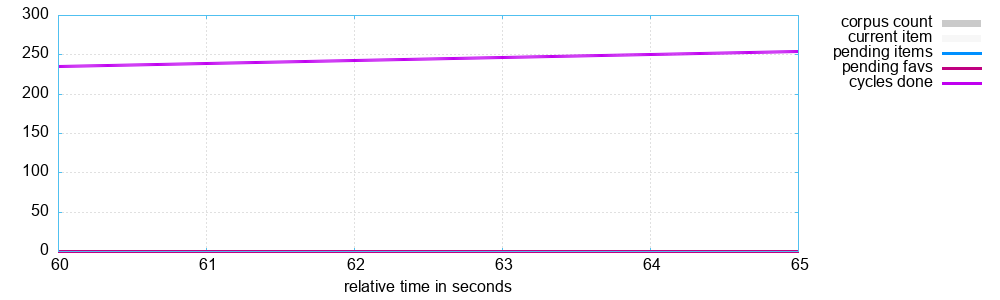 300
250
200
150
100
50
0
60 61 62 63 64 65
relative time in seconds
corpus count
current item
pending items
pending favs
cycles done